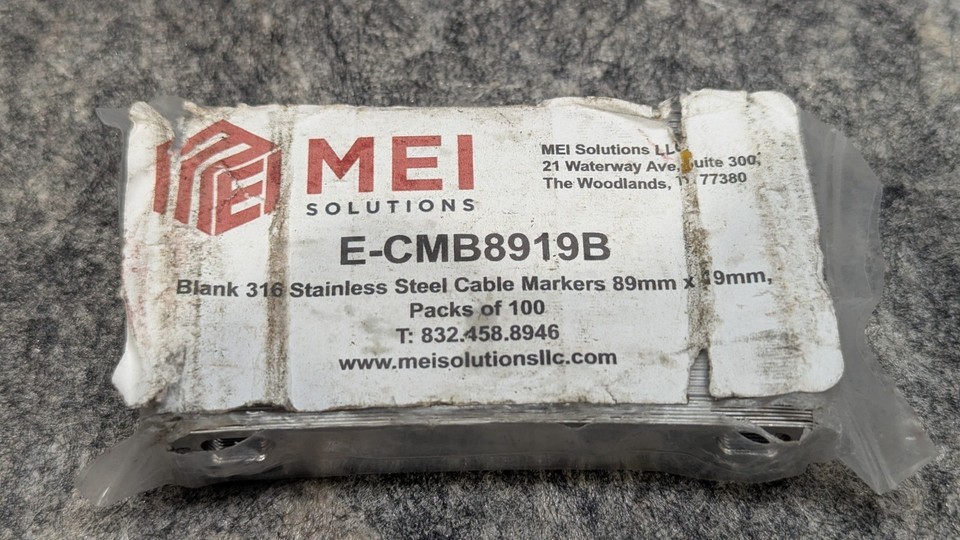 MEI
SOLUTIONS
MEI Solutions
21 Waterway Ave, 300,
The Woodlands, 77380
E-CMB8919B
Blank 316 Stainless Steel Cable Markers 89mm x
Packs of 100
T: 832.458.8946
www.meisolutionsllc.com